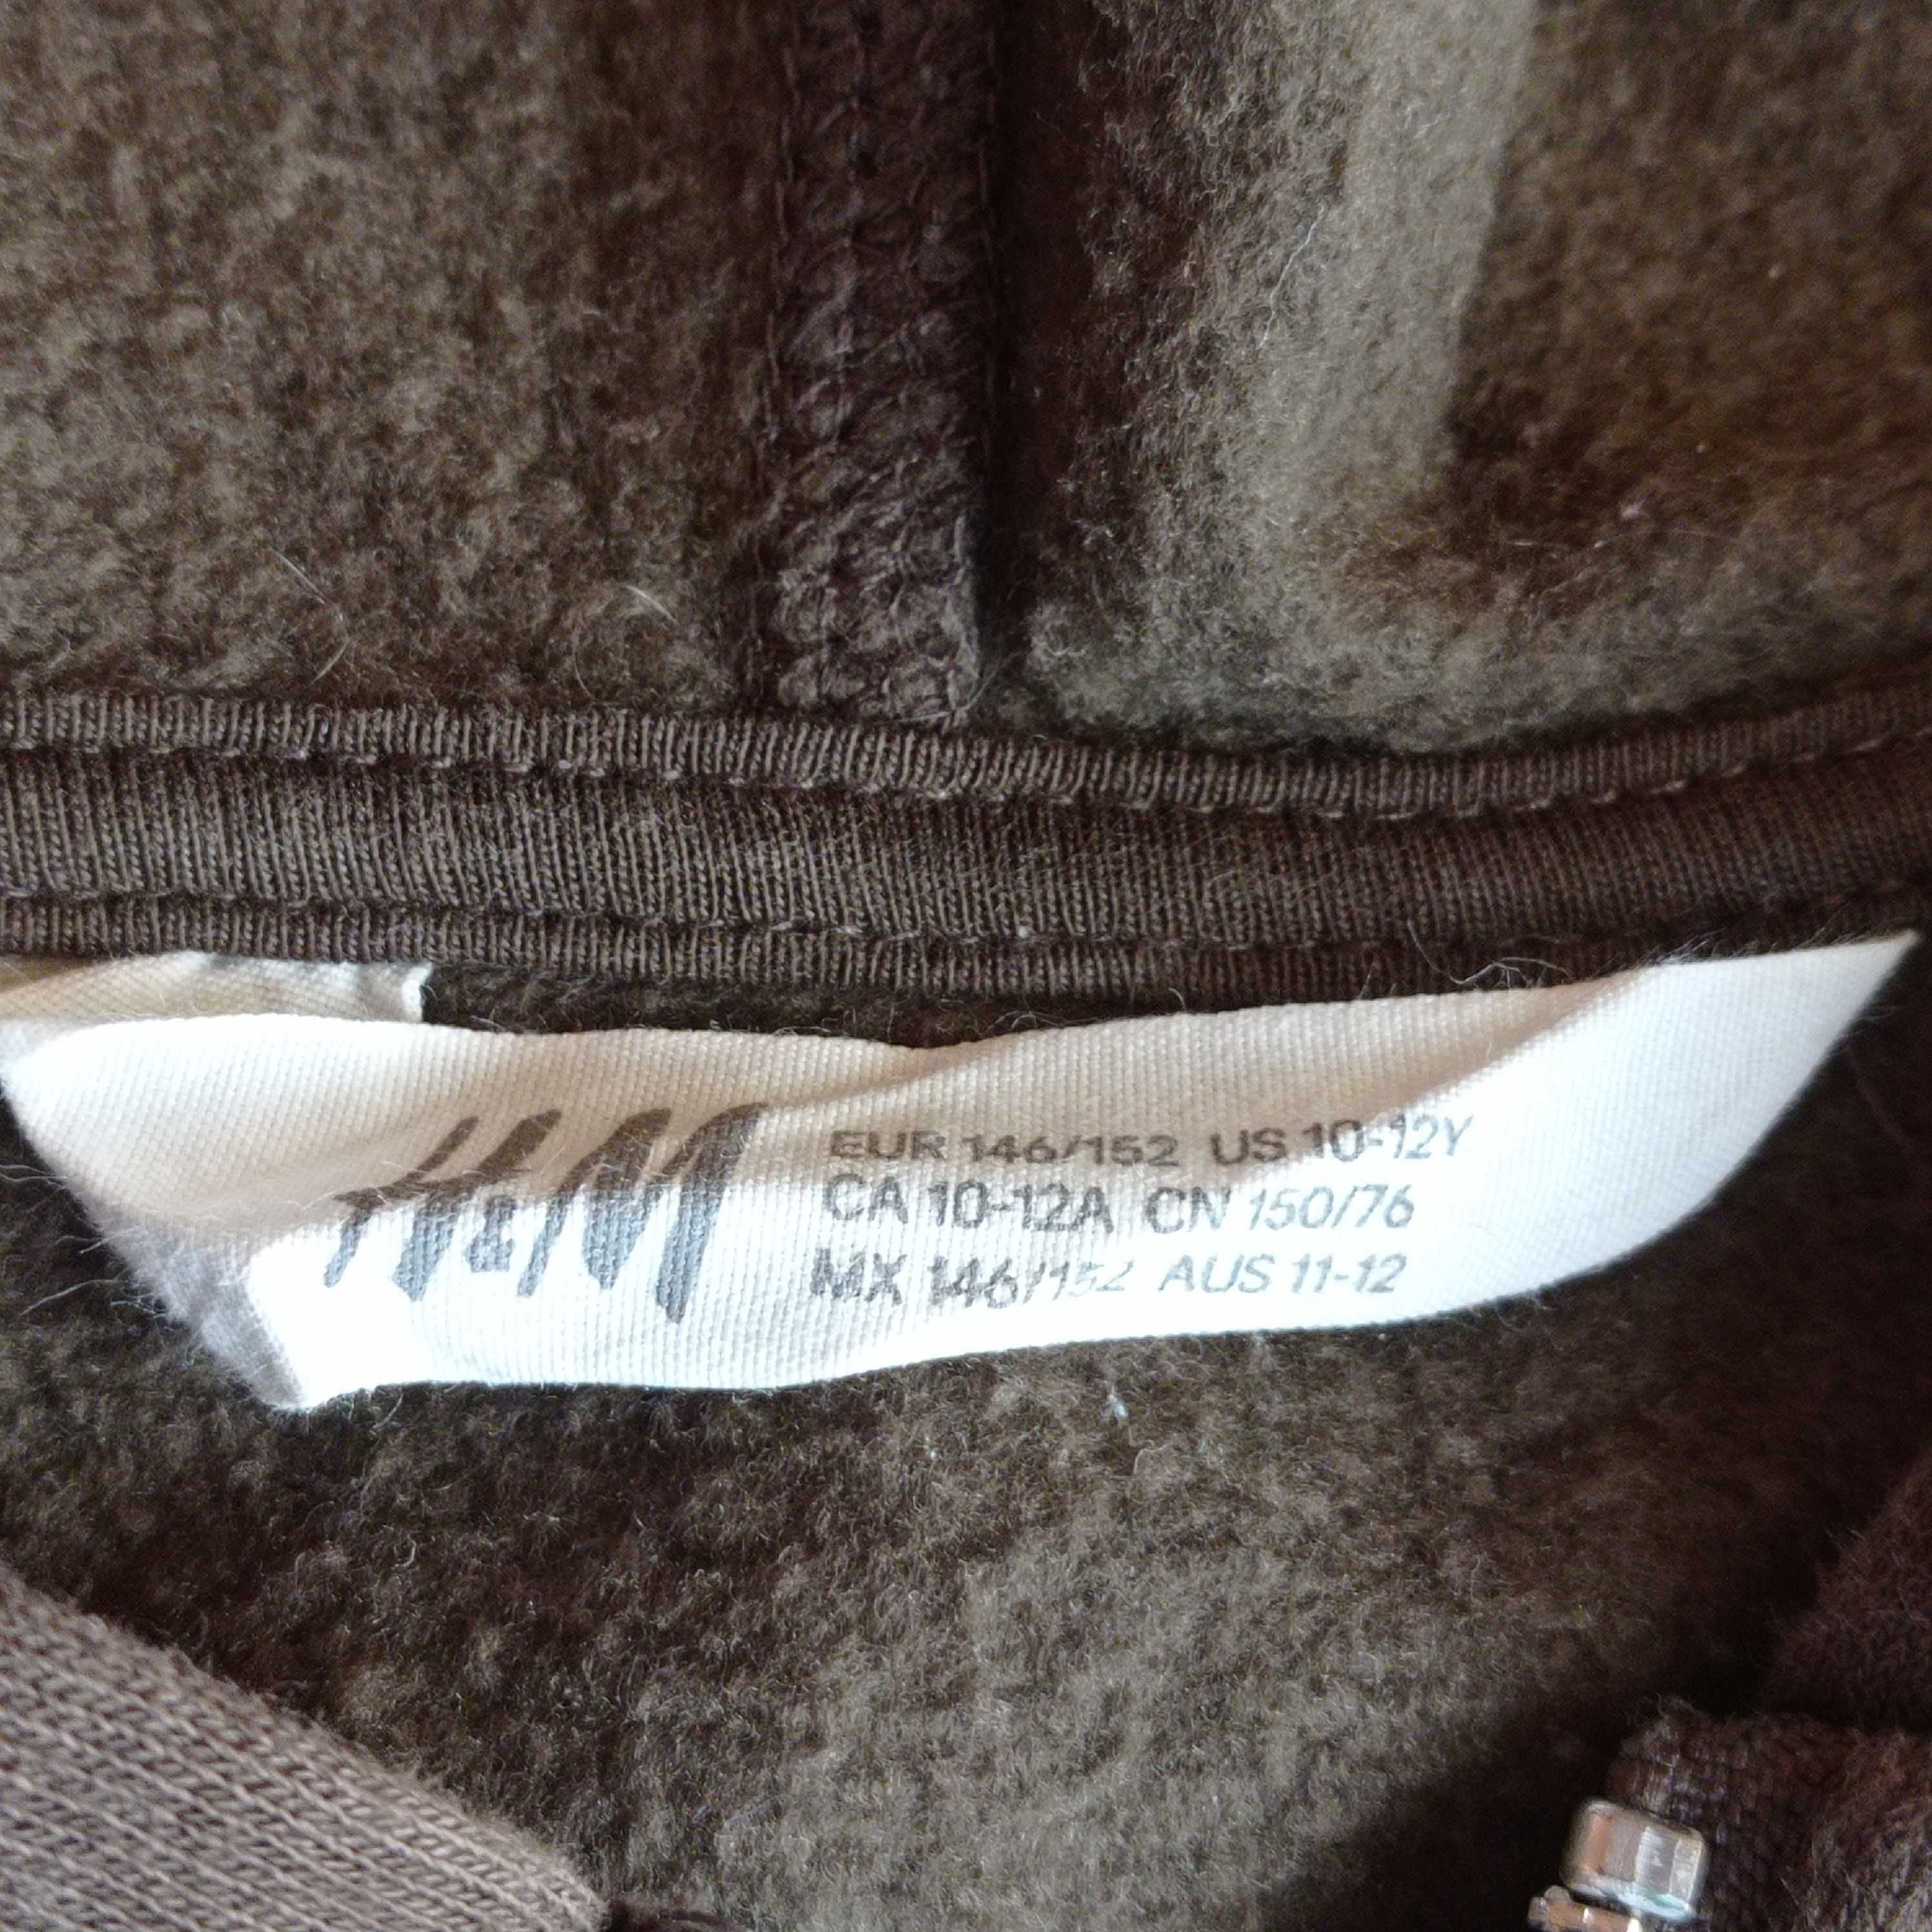 H&M
EUR 146/152 US 10-12Y
CA 10-12A CN 150/76
MX 146/152 AUS 11-12